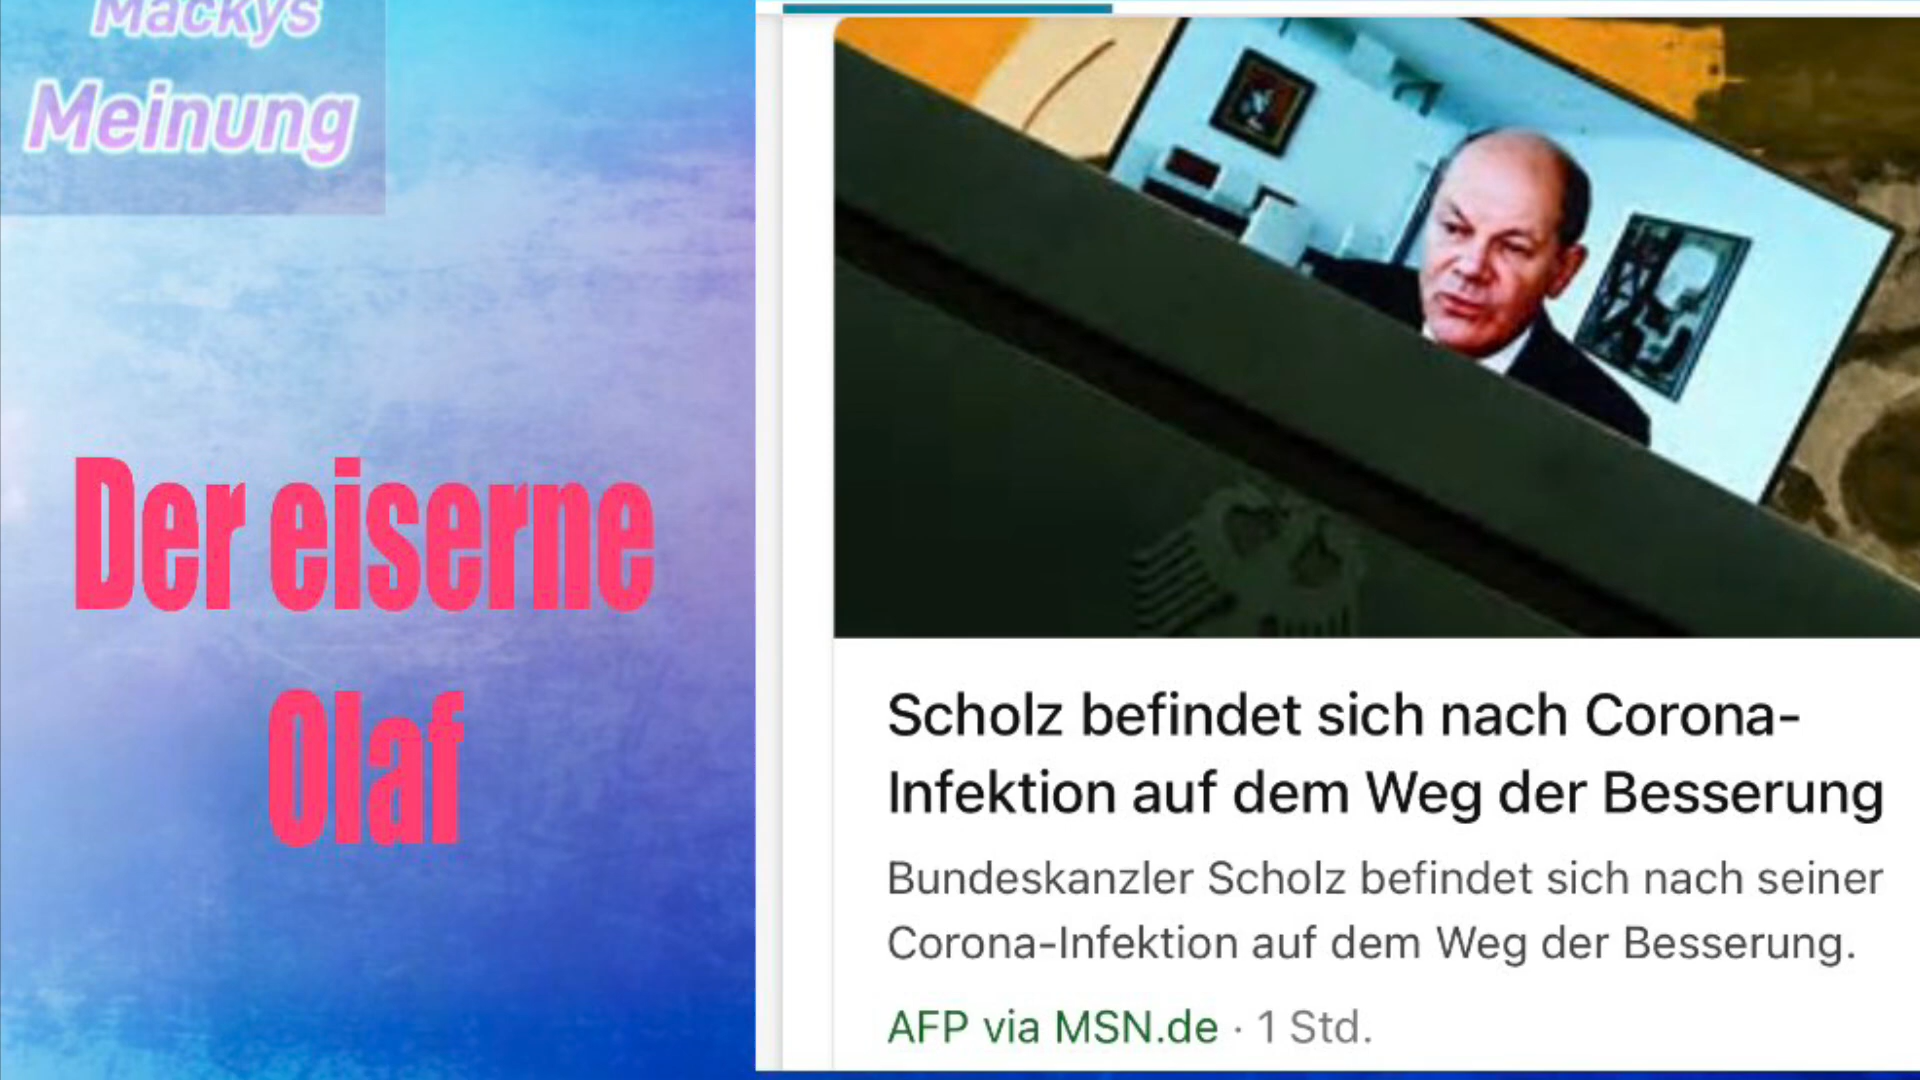 Mackys
Meinung
Der eiserne
Olaf
Scholz befindet sich nach Corona-
Infektion auf dem Weg der Besserung
Bundeskanzler Scholz befindet sich nach seiner
Corona-Infektion auf dem Weg der Besserung.
AFP via MSN.de · 1 Std.